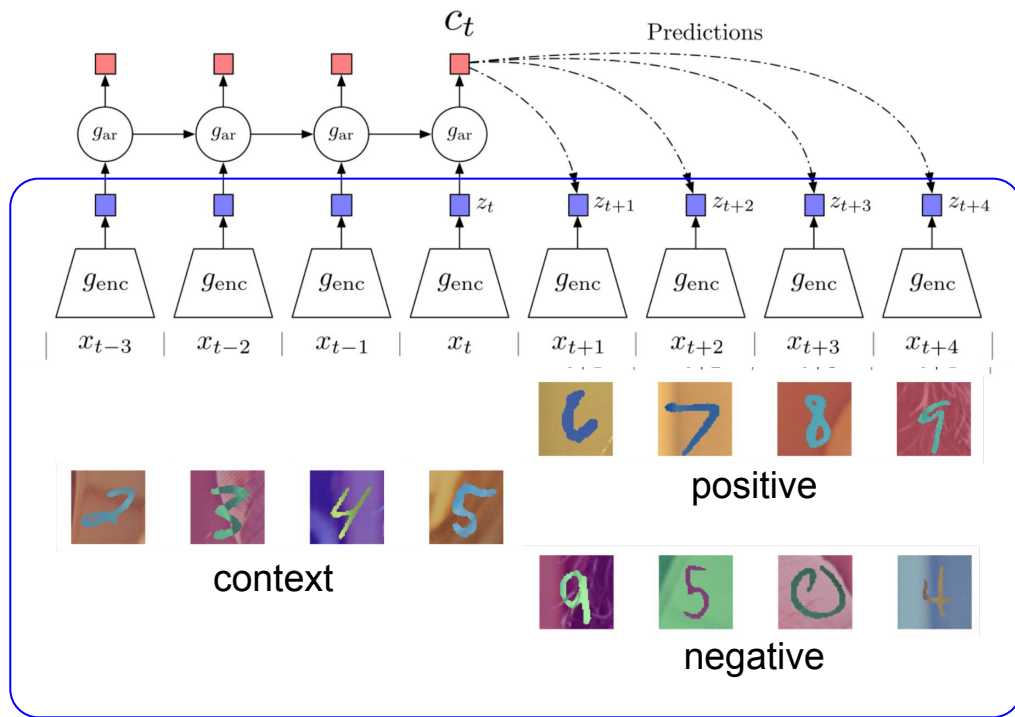 c_t
Predictions
g_ar g_ar g_ar g_ar
z_t z_{t+1} z_{t+2} z_{t+3} z_{t+4}
g_enc g_enc g_enc g_enc g_enc g_enc g_enc g_enc
x_{t-3} x_{t-2} x_{t-1} x_t x_{t+1} x_{t+2} x_{t+3} x_{t+4}
6 7 8 9
positive
2 3 4 5
context
9 5 0 4
negative